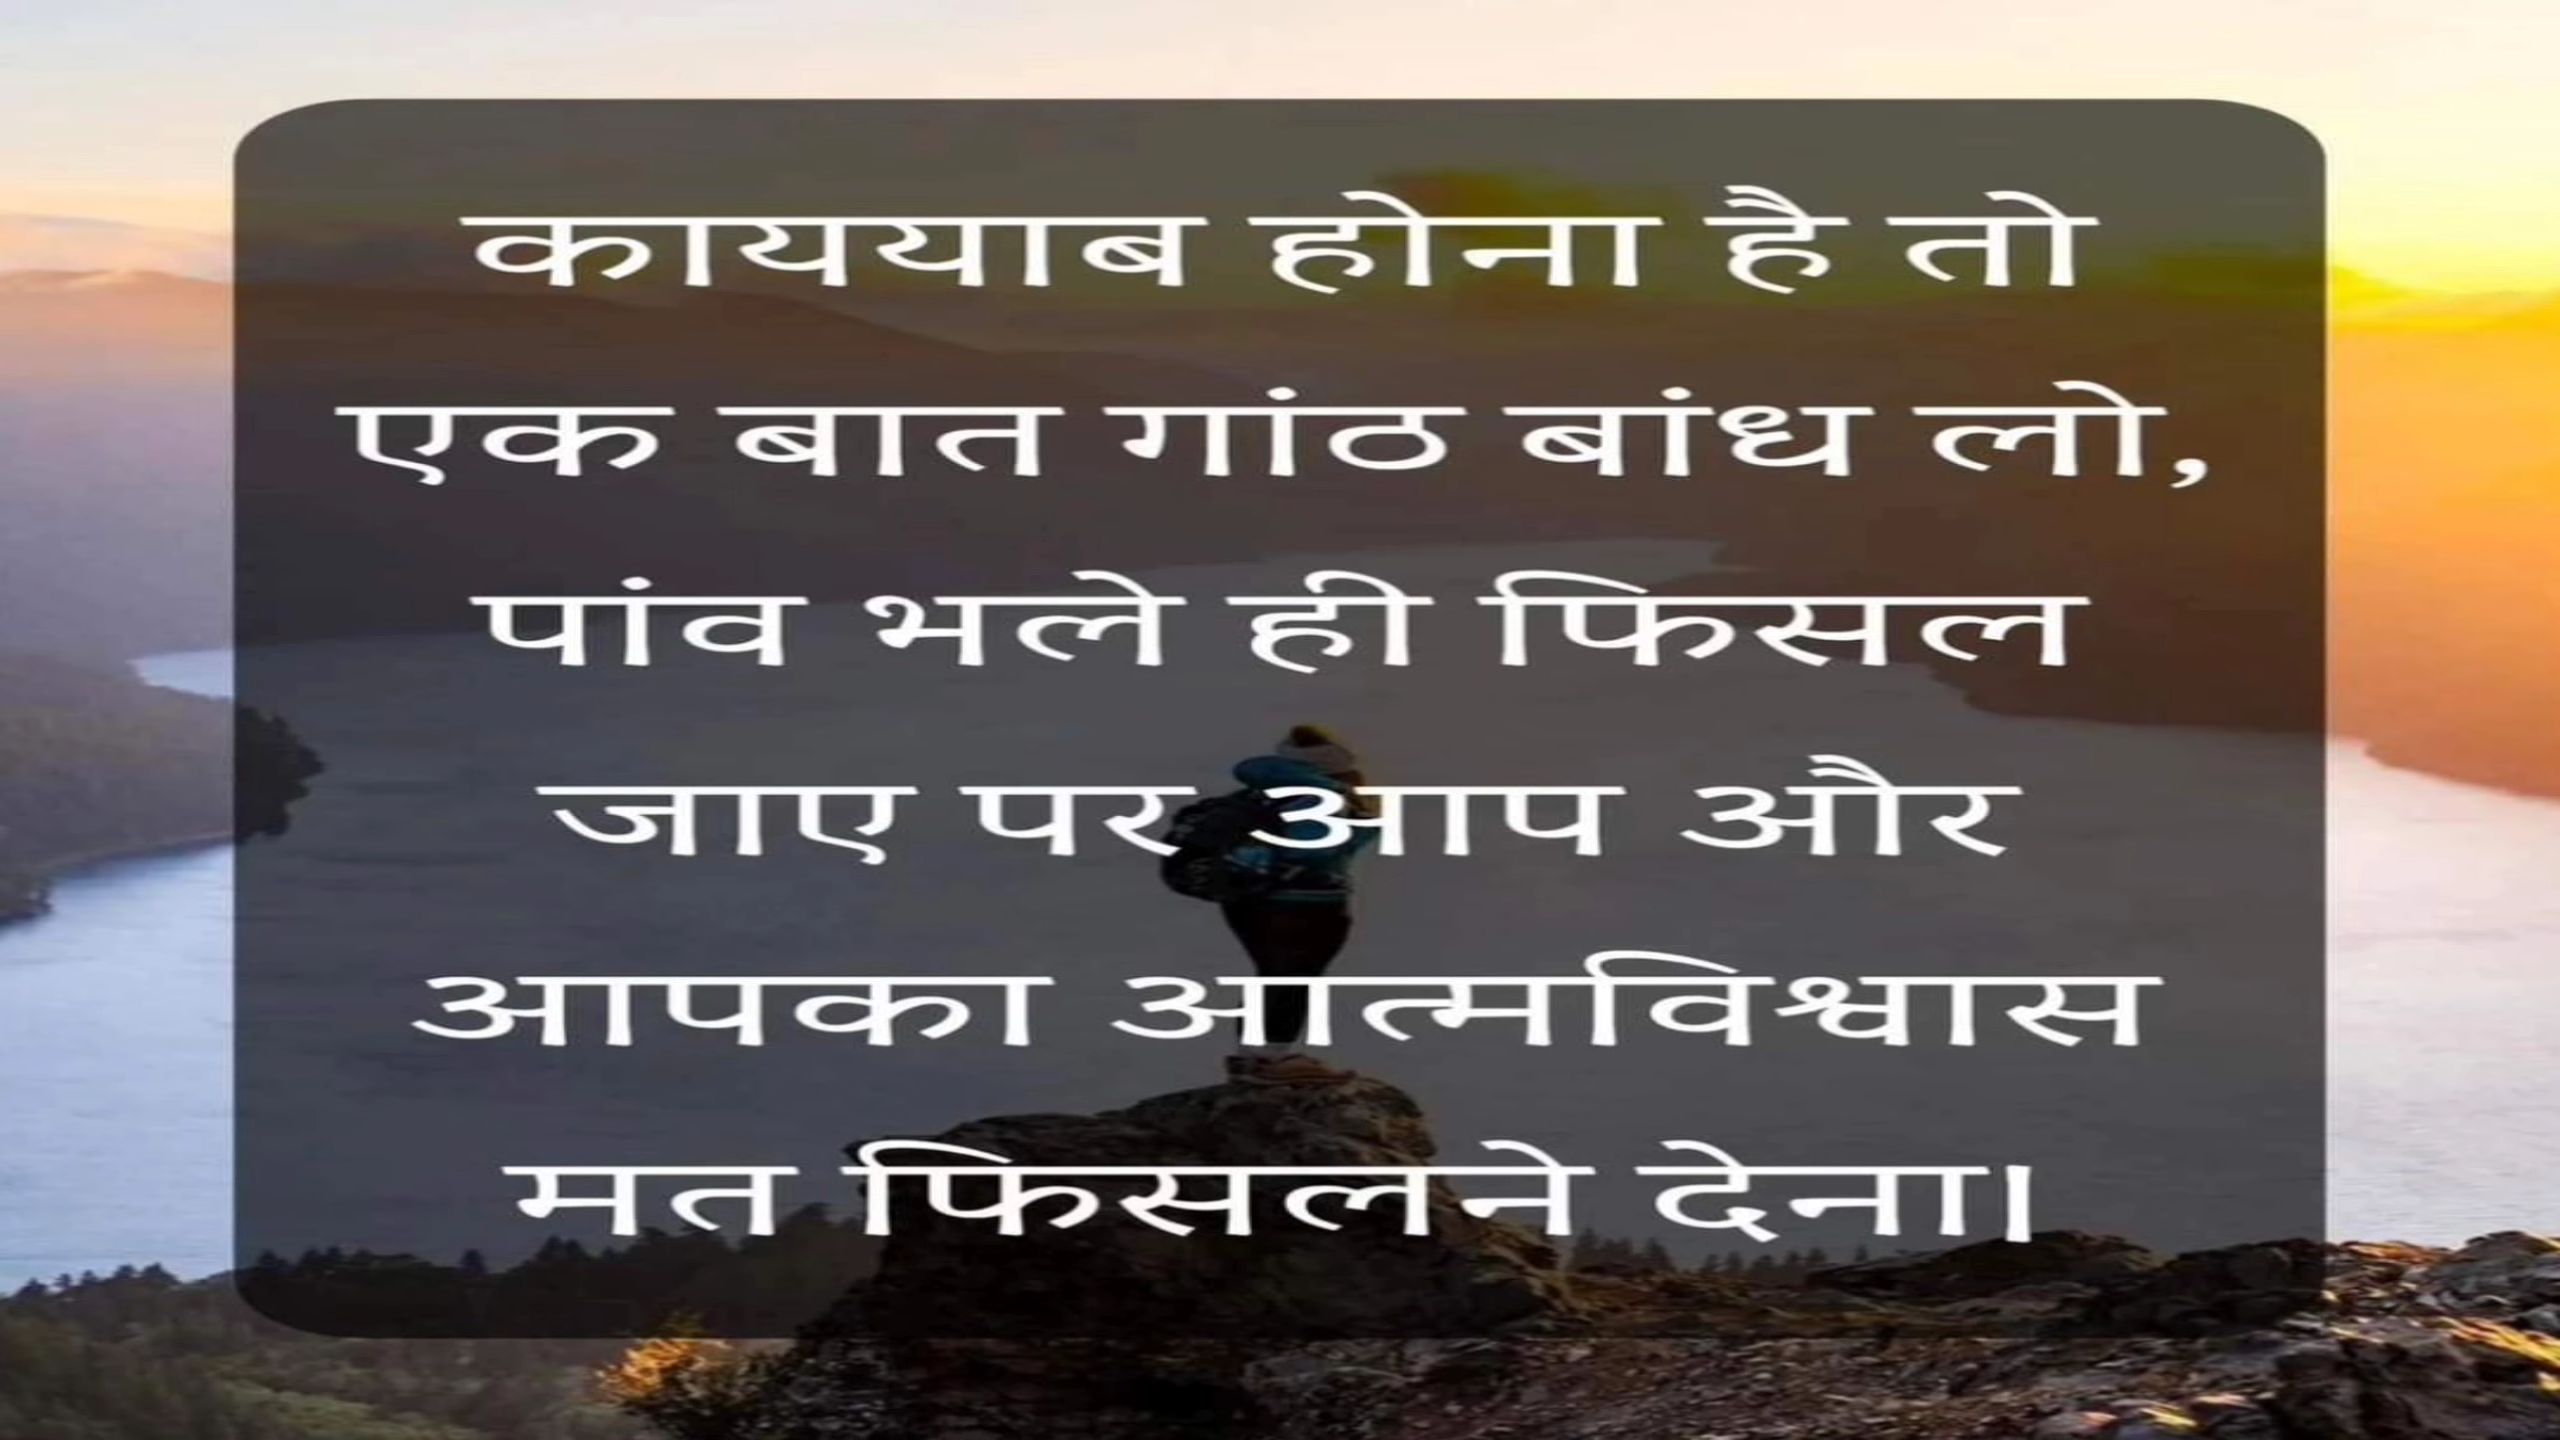 काययाब होना है तो
एक बात गांठ बांध लो,
पांव भले ही फिसल
जाए पर आप और
आपका आत्मविश्वास
मत फिसलने देना।